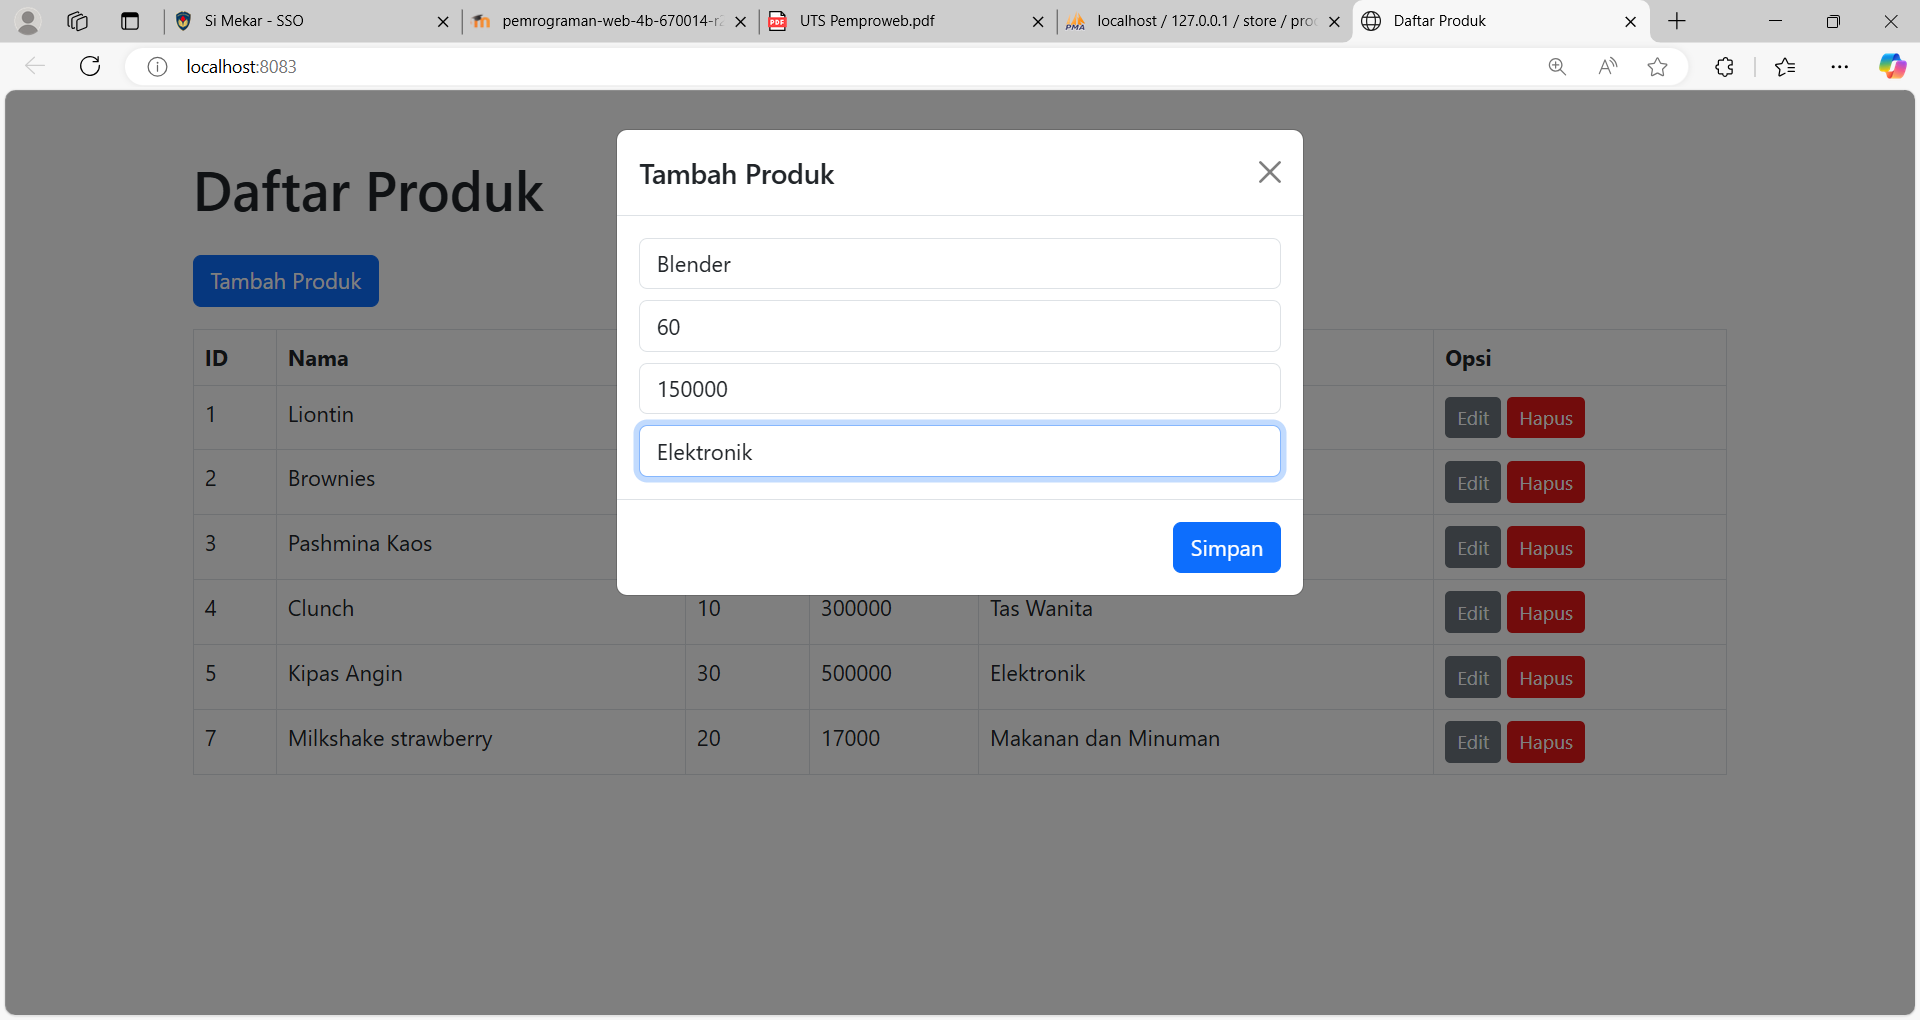 Si Mekar - SSO
pemrograman-web-4b-670014-r2
UTS Pemproweb.pdf
localhost / 127.0.0.1 / store / pro
Daftar Produk
localhost:8083
Daftar Produk
Tambah Produk
Tambah Produk
Blender
60
150000
Elektronik
Simpan
ID Nama Opsi
1 Liontin Edit Hapus
2 Brownies Edit Hapus
3 Pashmina Kaos Edit Hapus
4 Clunch 10 300000 Tas Wanita Edit Hapus
5 Kipas Angin 30 500000 Elektronik Edit Hapus
7 Milkshake strawberry 20 17000 Makanan dan Minuman Edit Hapus